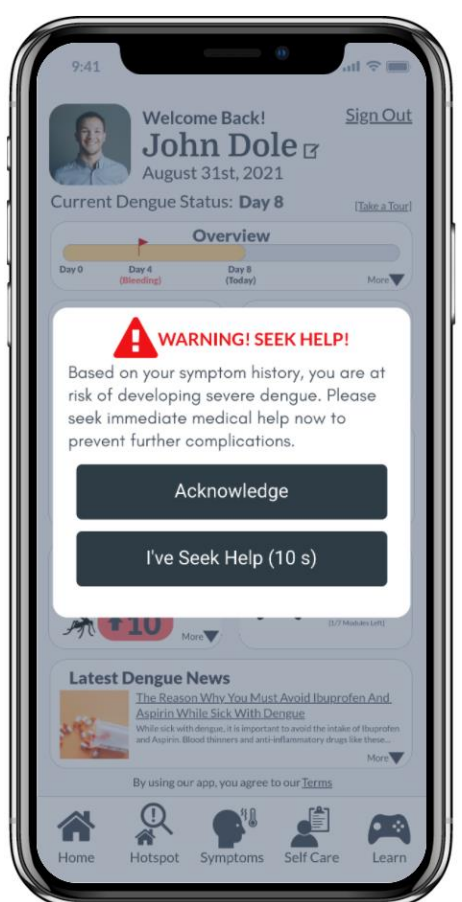 9:41
Welcome Back!
Sign Out
John Dole
August 31st, 2021
Current Dengue Status: Day 8
[Take a Tour]
Overview
Day 0
Day 4
Day 8
(Bleeding)
(Today)
More
WARNING! SEEK HELP!
Based on your symptom history, you are at
risk of developing severe dengue. Please
seek immediate medical help now to
prevent further complications.
Acknowledge
I've Seek Help (10 s)
10
More
[5/7 Modules Left]
Latest Dengue News
The Reason Why You Must Avoid Ibuprofen And
Aspirin While Sick With Dengue
While sick with dengue, it is important to avoid the intake of Ibuprofen
and Aspirin. Blood thinners and anti-inflammatory drugs like these...
More
By using our app, you agree to our Terms
Home
Hotspot
Symptoms
Self Care
Learn